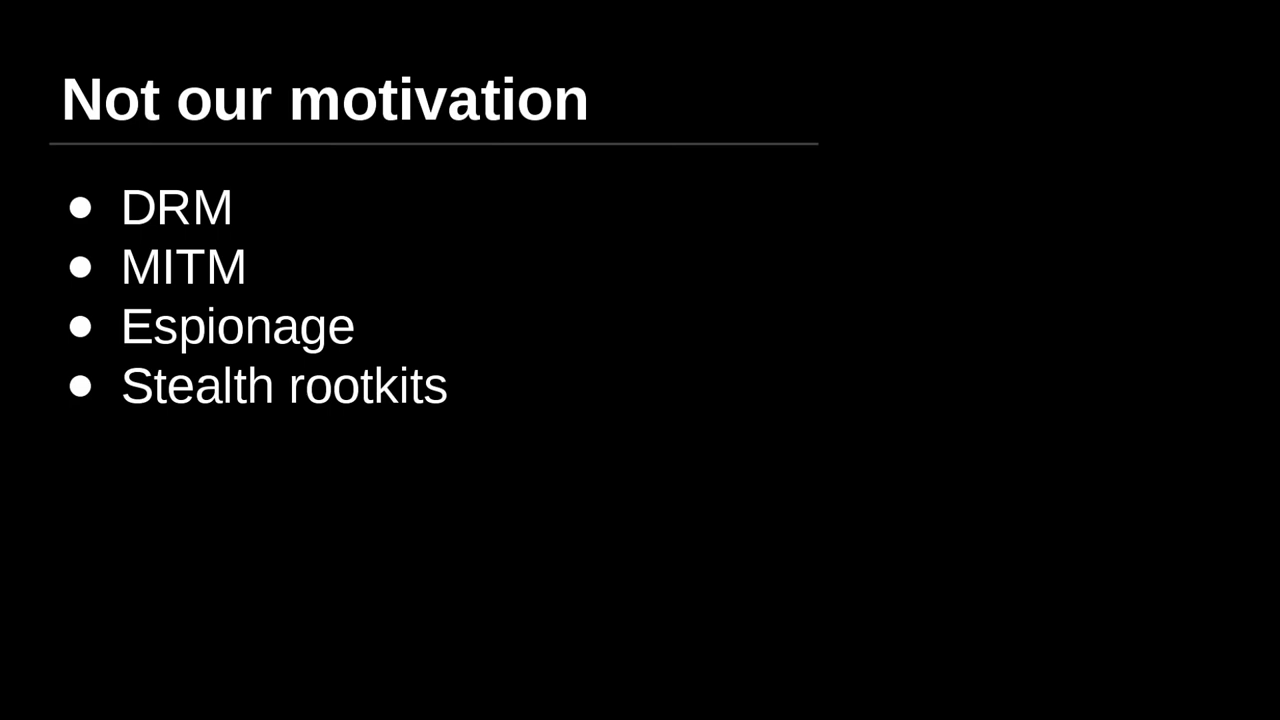 Not our motivation
● DRM
● MITM
● Espionage
● Stealth rootkits